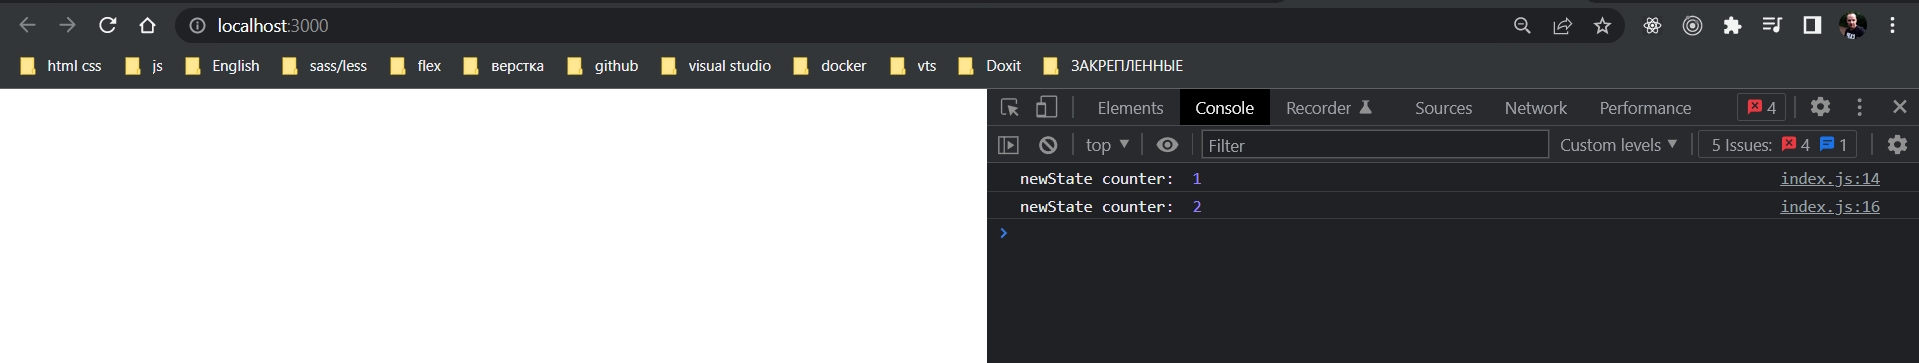 localhost:3000
html css js English sass/less flex верстка github visual studio docker vts Doxit ЗАКРЕПЛЕННЫЕ
Elements Console Recorder Sources Network Performance 4
top Filter Custom levels 5 Issues: 4 1
newState counter: 1 index.js:14
newState counter: 2 index.js:16